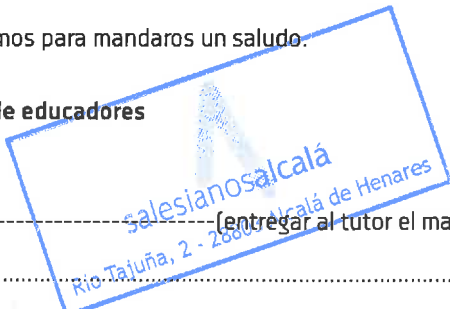 mos para mandaros un saludo.
de educadores
salesianosalcalá
(entregar al tutor el ma
Río Tajuña, 2 - 28805 Alcalá de Henares